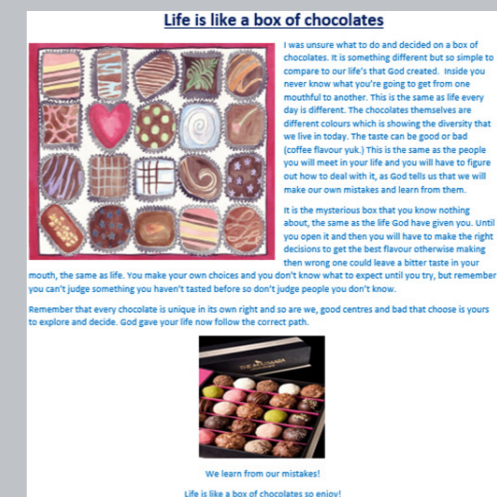 Life is like a box of chocolates
I was unsure what to do and decided on a box of
chocolates. It is something different but so simple to
compare to our life's that God created.  Inside you
never know what you're going to get from one
mouthful to another. This is the same as life every
day is different. The chocolates themselves are
different colours which is showing the diversity that
we live in today. The taste can be good or bad
(coffee flavour yuk.) This is the same as the people
you will meet in your life and you will have to figure
out how to deal with it, as God tells us that we will
make our own mistakes and learn from them.
It is the mysterious box that you know nothing
about, the same as the life God have given you. Until
you open it and then you will have to make the right
decisions to get the best flavour otherwise making
then wrong one could leave a bitter taste in your
mouth, the same as life. You make your own choices and you don't know what to expect until you try, but remember
you can't judge something you haven't tasted before so don't judge people you don't know.
Remember that every chocolate is unique in its own right and so are we, good centres and bad that choose is yours
to explore and decide. God gave your life now follow the correct path.
We learn from our mistakes!
Life is like a box of chocolates so enjoy!